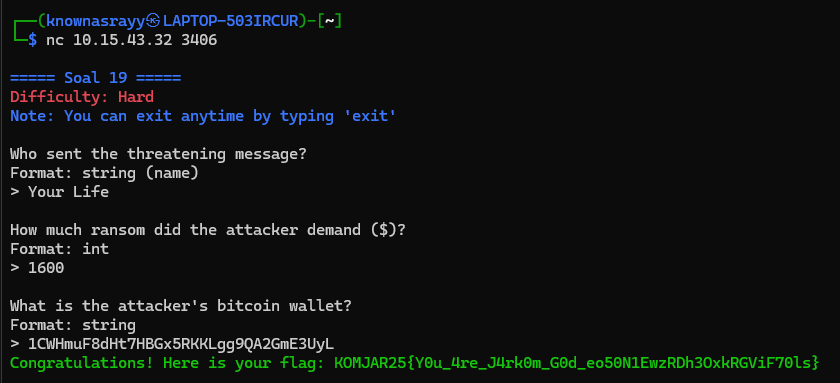 (knownasrayy㉿LAPTOP-503IRCUR)-[~]
$ nc 10.15.43.32 3406
===== Soal 19 =====
Difficulty: Hard
Note: You can exit anytime by typing 'exit'
Who sent the threatening message?
Format: string (name)
> Your Life
How much ransom did the attacker demand ($)?
Format: int
> 1600
What is the attacker's bitcoin wallet?
Format: string
> 1CWHmuF8dHt7HBGx5RKKLgg9QA2GmE3UyL
Congratulations! Here is your flag: KOMJAR25{Y0u_4re_J4rk0m_G0d_eo50N1EwzRDh3OxkRGViF70ls}